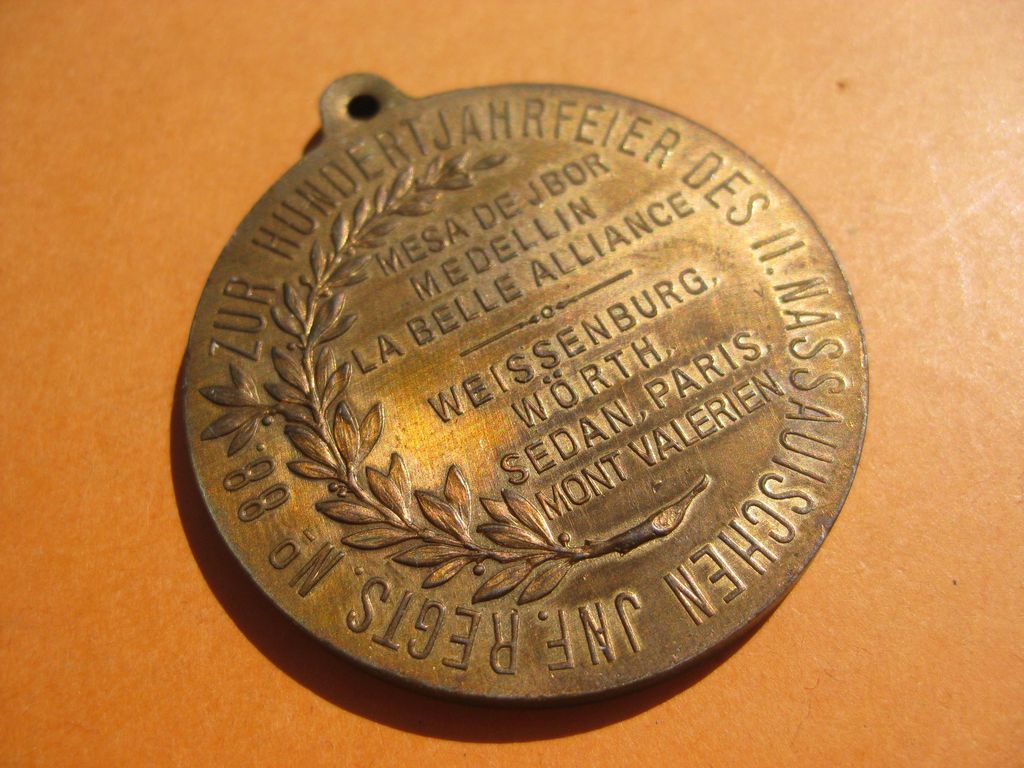 ZUR HUNDERTJAHRFEIER DES II. NASSAUISCHEN JNF. REGTS. No 88.
MESA DE JBOR
MEDELLIN
LA BELLE ALLIANCE
WEISSENBURG,
WÖRTH,
SEDAN, PARIS,
MONT VALERIEN.